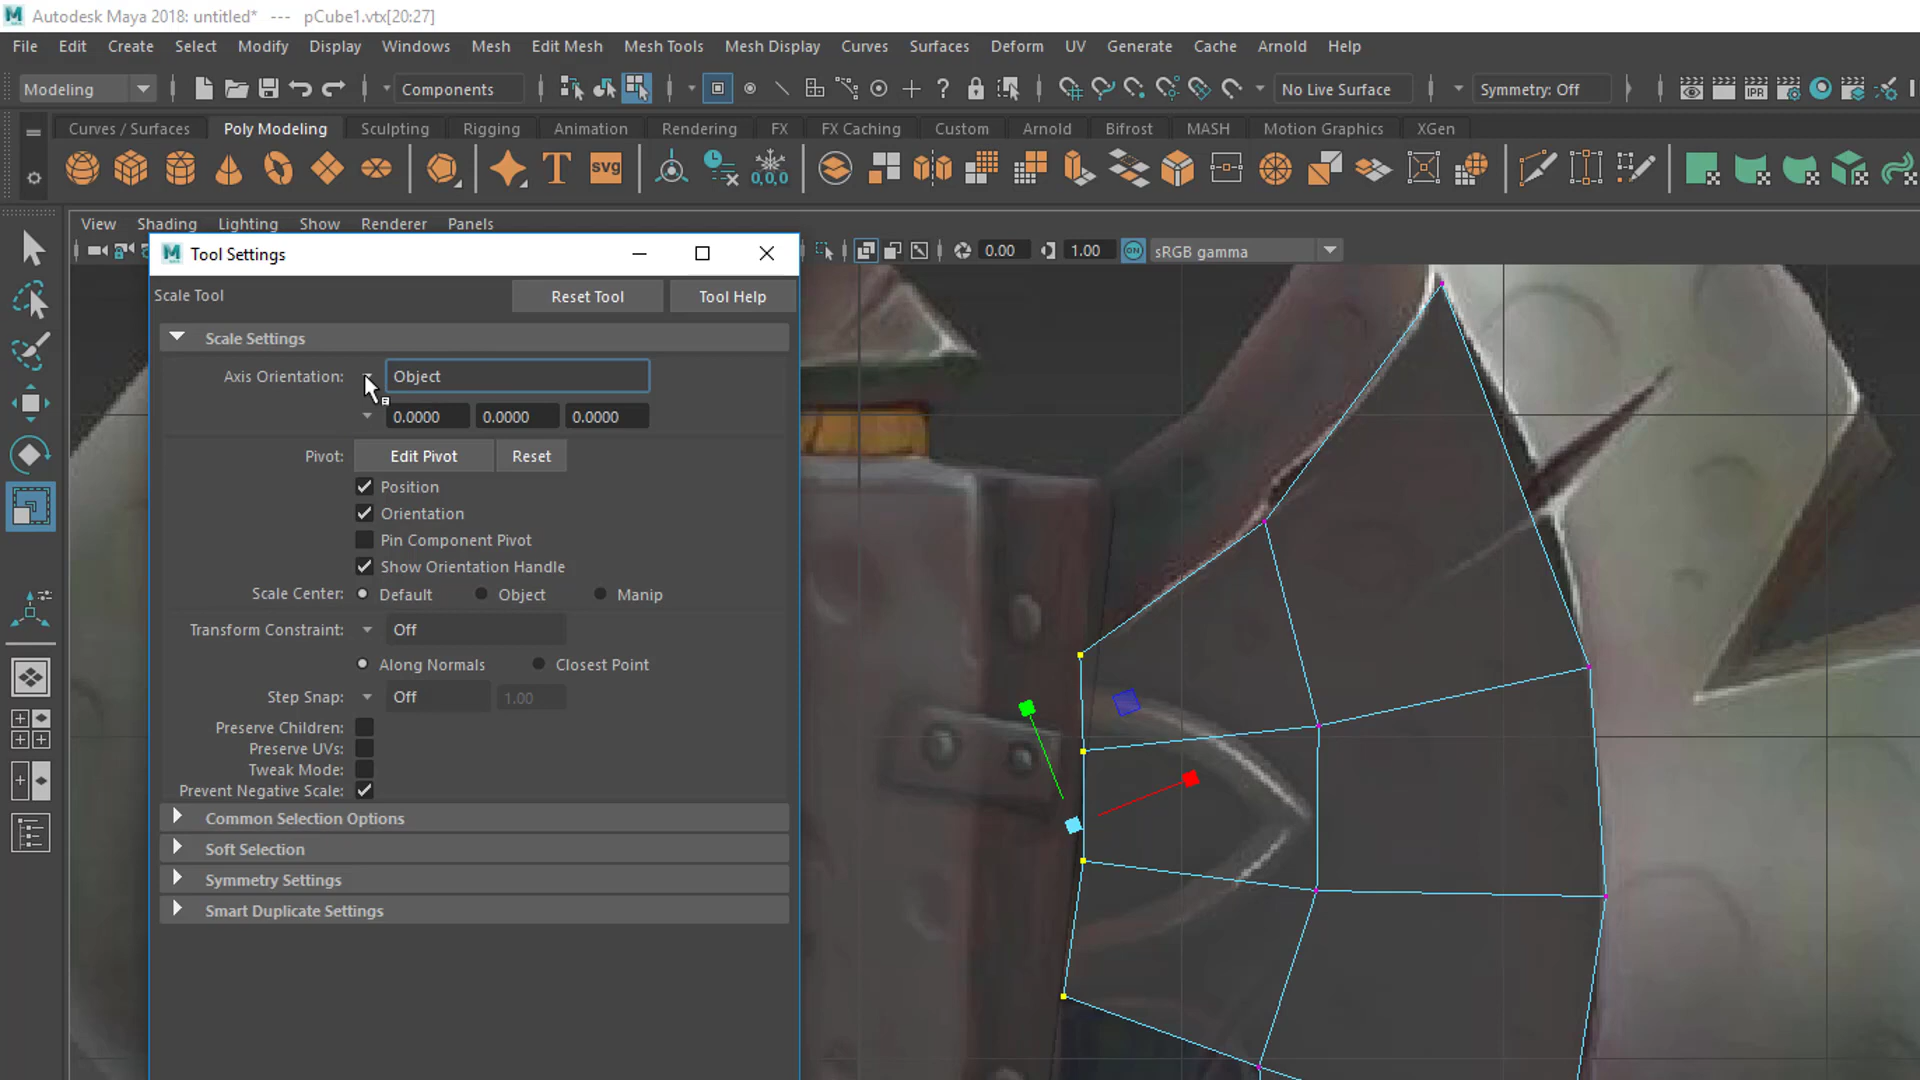 Autodesk Maya 2018: untitled* --- pCube1.vtx[20:27]
File Edit Create Select Modify Display Windows Mesh Edit Mesh Mesh Tools Mesh Display Curves Surfaces Deform UV Generate Cache Arnold Help
Modeling Components No Live Surface Symmetry: Off
Curves / Surfaces Poly Modeling Sculpting Rigging Animation Rendering FX FX Caching Custom Arnold Bifrost MASH Motion Graphics XGen
T svg 0,0,0
View Shading Lighting Show Renderer Panels
0.00 1.00 ON sRGB gamma
Tool Settings
Scale Tool Reset Tool Tool Help
Scale Settings
Axis Orientation: Object
0.0000 0.0000 0.0000
Pivot: Edit Pivot Reset
Position
Orientation
Pin Component Pivot
Show Orientation Handle
Scale Center: Default Object Manip
Transform Constraint: Off
Along Normals Closest Point
Step Snap: Off 1.00
Preserve Children:
Preserve UVs:
Tweak Mode:
Prevent Negative Scale:
Common Selection Options
Soft Selection
Symmetry Settings
Smart Duplicate Settings